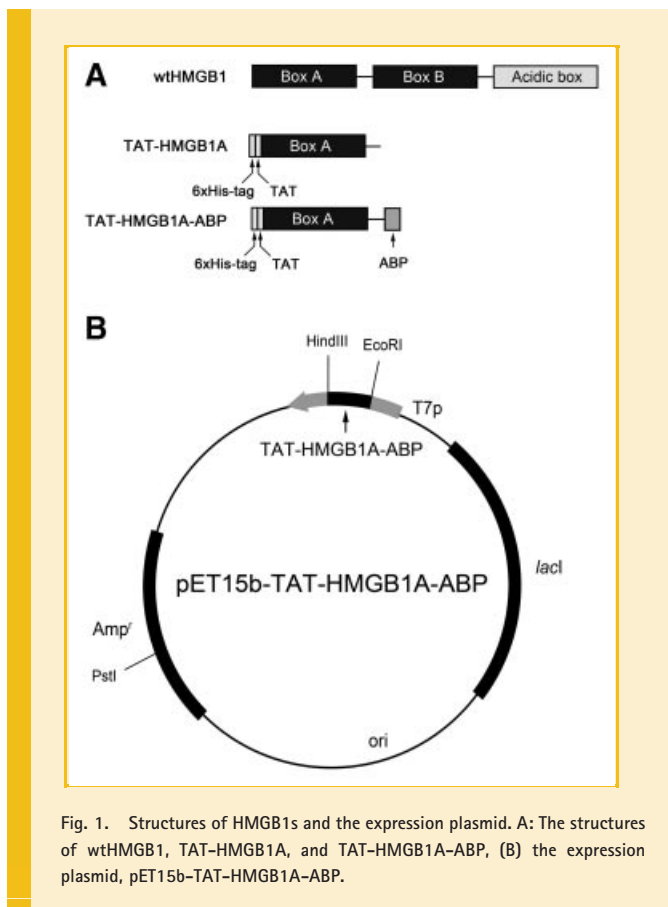 A
wtHMGB1 Box A Box B Acidic box
TAT-HMGB1A Box A
6xHis-tag TAT
TAT-HMGB1A-ABP Box A
6xHis-tag TAT ABP
B
HindIII EcoRI
T7p
TAT-HMGB1A-ABP
lacI
pET15b-TAT-HMGB1A-ABP
Ampʳ
PstI
ori
Fig. 1. Structures of HMGB1s and the expression plasmid. A: The structures
of wtHMGB1, TAT-HMGB1A, and TAT-HMGB1A-ABP, (B) the expression
plasmid, pET15b-TAT-HMGB1A-ABP.